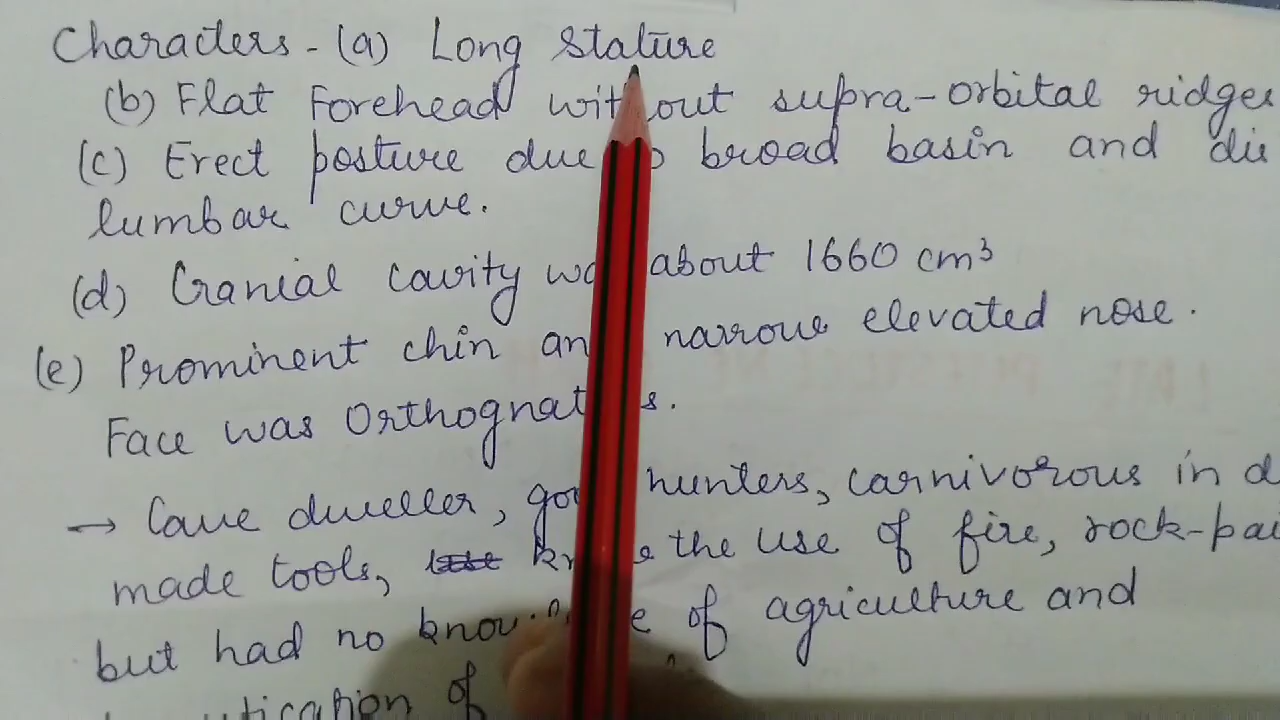 Characters - (a) Long Stature
(b) Flat Forehead without supra-orbital ridges
(c) Erect posture due broad basin and
lumbar curve.
(d) Cranial cavity about 1660 cm³
(e) Prominent chin narrow elevated nose.
Face was
→ Cave dweller, hunters, carnivorous in
made tools, the use of fire,
but had no of agriculture and
of